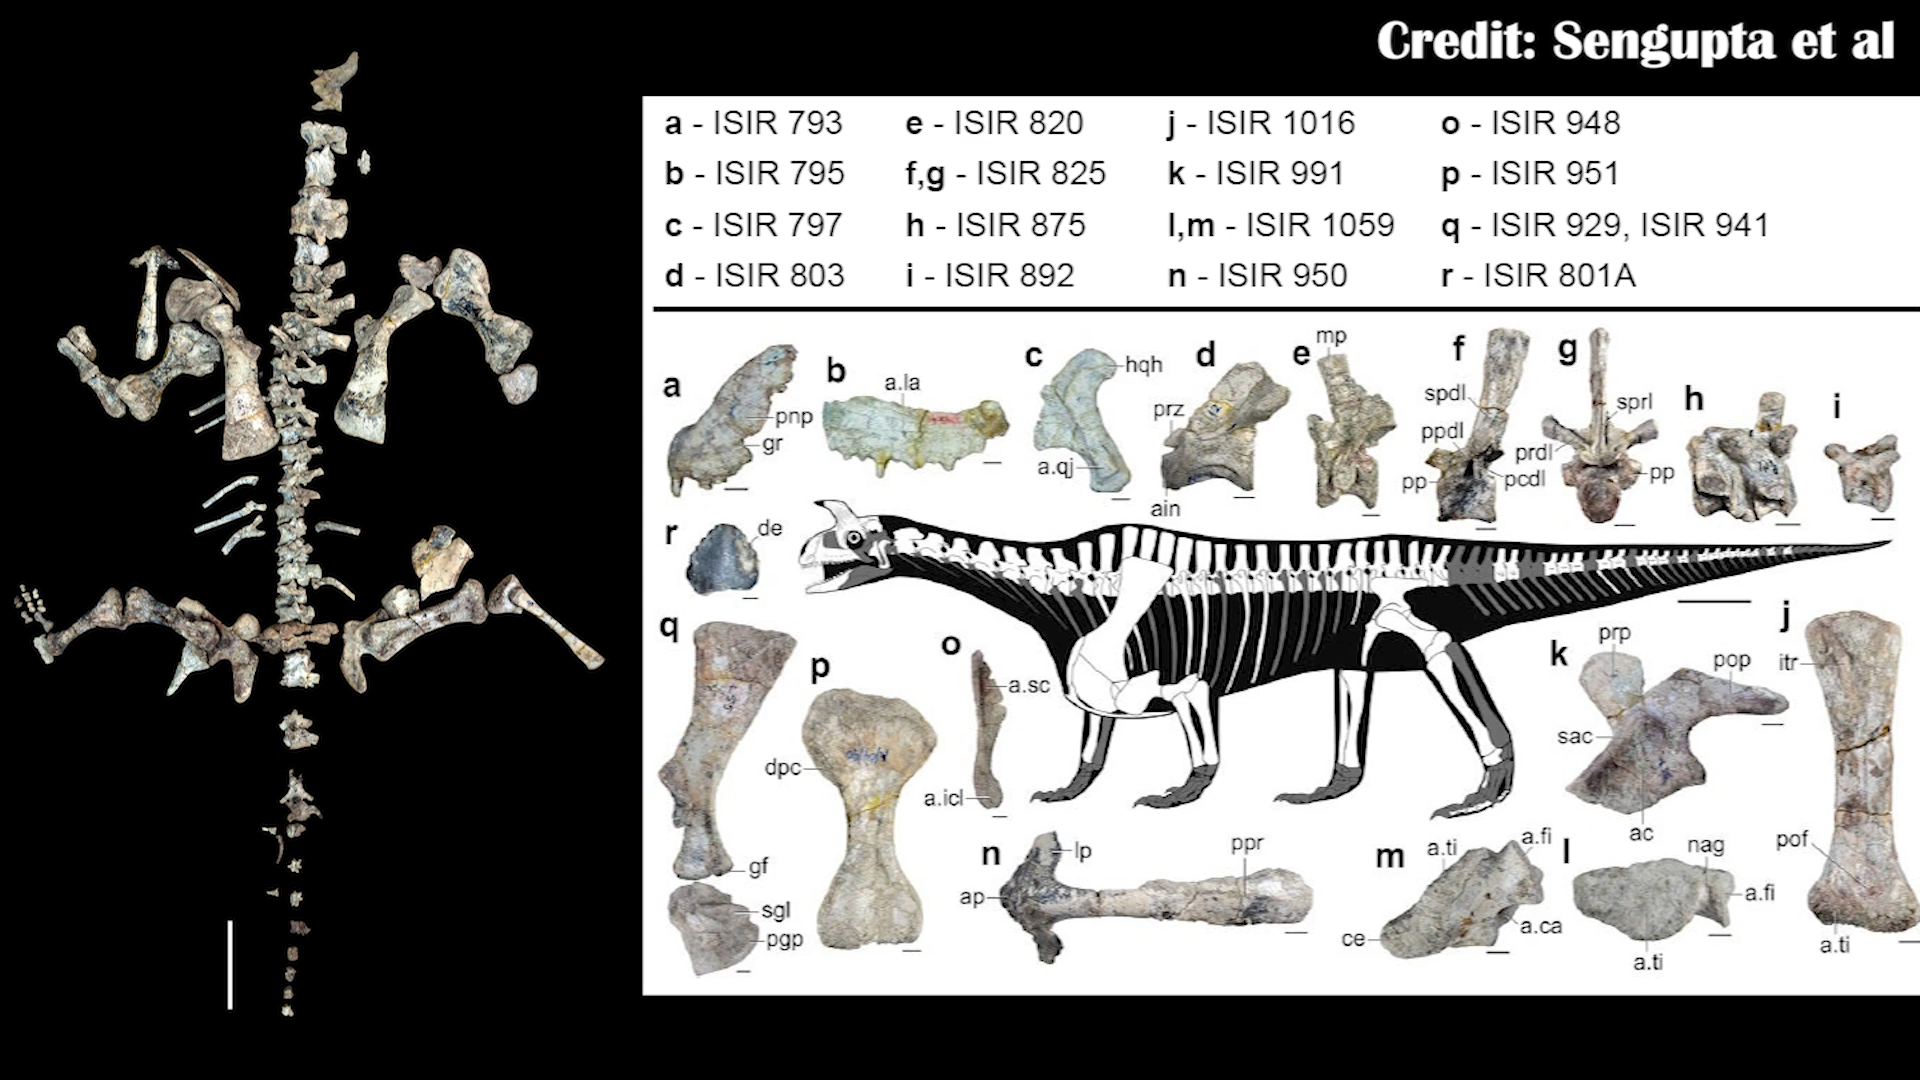 Credit: Sengupta et al
a - ISIR 793 e - ISIR 820 j - ISIR 1016 o - ISIR 948
b - ISIR 795 f,g - ISIR 825 k - ISIR 991 p - ISIR 951
c - ISIR 797 h - ISIR 875 l,m - ISIR 1059 q - ISIR 929, ISIR 941
d - ISIR 803 i - ISIR 892 n - ISIR 950 r - ISIR 801A
a
pnp
gr
b
a.la
c
hqh
a.qj
d
prz
ain
e
mp
f
spdl
ppdl
pp
pcdl
g
sprl
prdl
pp
h
i
r
de
q
gf
sgl
pgp
p
dpc
o
a.sc
a.icl
k
prp
pop
sac
ac
j
itr
pof
a.ti
n
lp
ap
ppr
m
a.ti
a.fi
ce
a.ca
l
nag
a.fi
a.ti